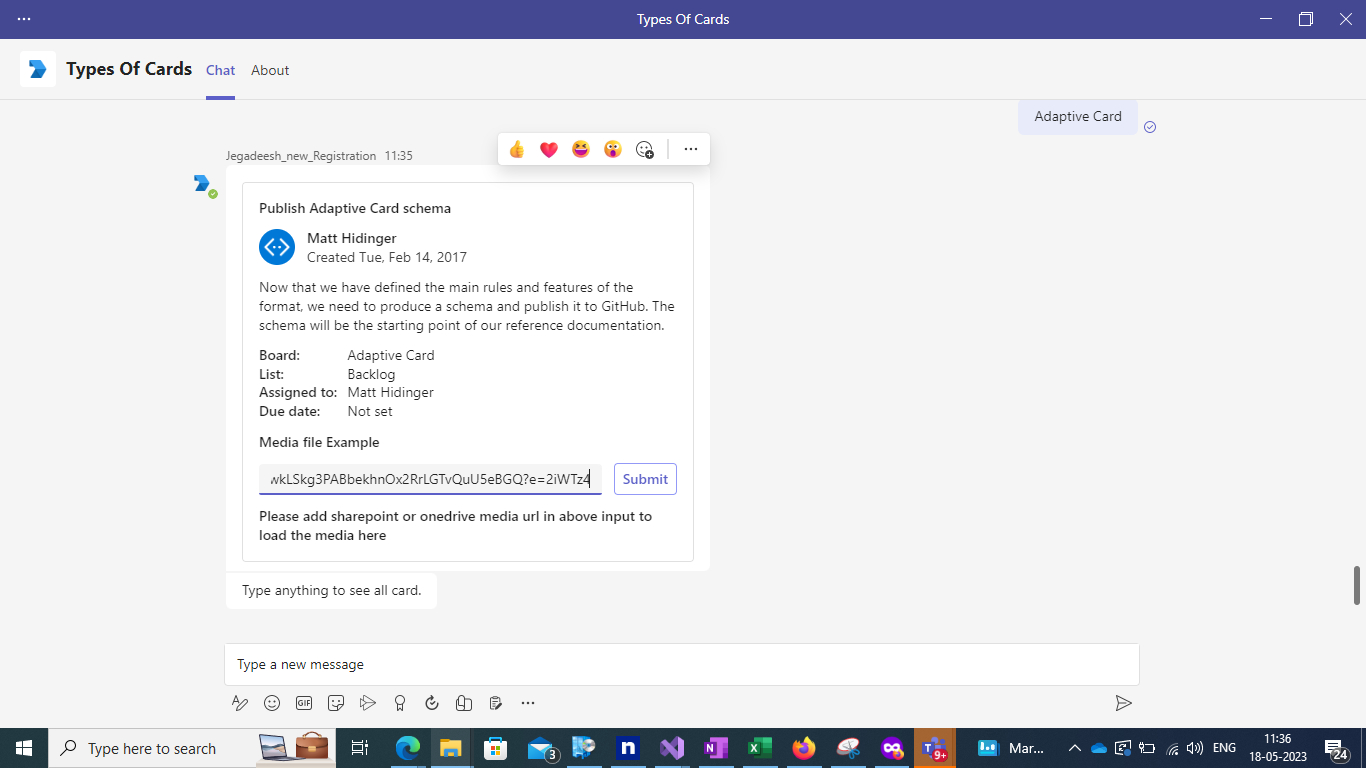 Types Of Cards
Types Of Cards
Chat
About
Adaptive Card
Jegadeesh_new_Registration 11:35
Publish Adaptive Card schema
Matt Hidinger
Created Tue, Feb 14, 2017
Now that we have defined the main rules and features of the
format, we need to produce a schema and publish it to GitHub. The
schema will be the starting point of our reference documentation.
Board: Adaptive Card
List: Backlog
Assigned to: Matt Hidinger
Due date: Not set
Media file Example
wkLSkg3PABbekhnOx2RrLGTvQuU5eBGQ?e=2iWTz4
Submit
Please add sharepoint or onedrive media url in above input to
load the media here
Type anything to see all card.
Type a new message
GIF
Type here to search
3
n
N
9+
Mar...
ENG
11:36
18-05-2023
24